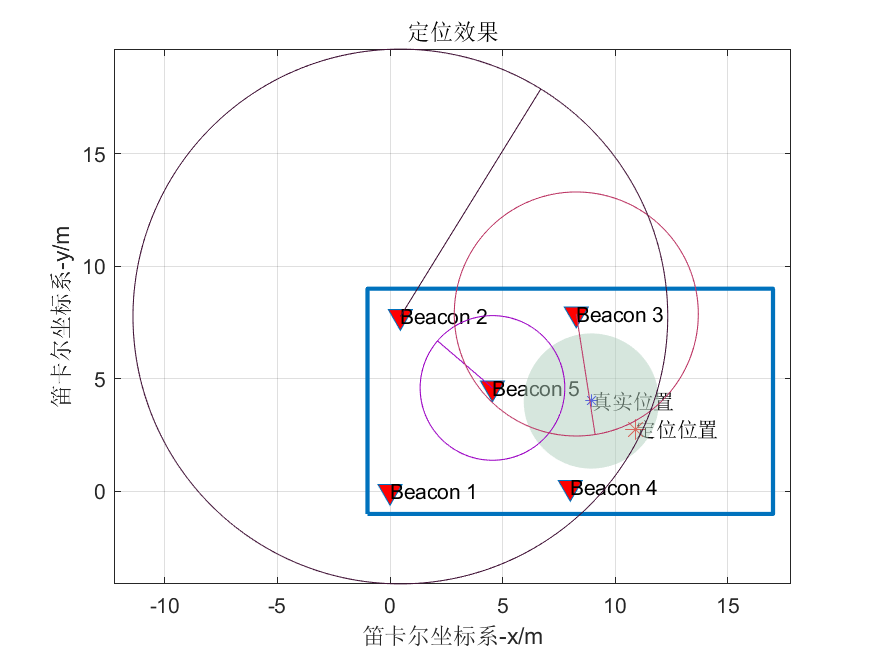 定位效果
15
10
5
0
-10
-5
0
5
10
15
笛卡尔坐标系-y/m
笛卡尔坐标系-x/m
Beacon 2
Beacon 3
Beacon 5
真实位置
定位位置
Beacon 1
Beacon 4